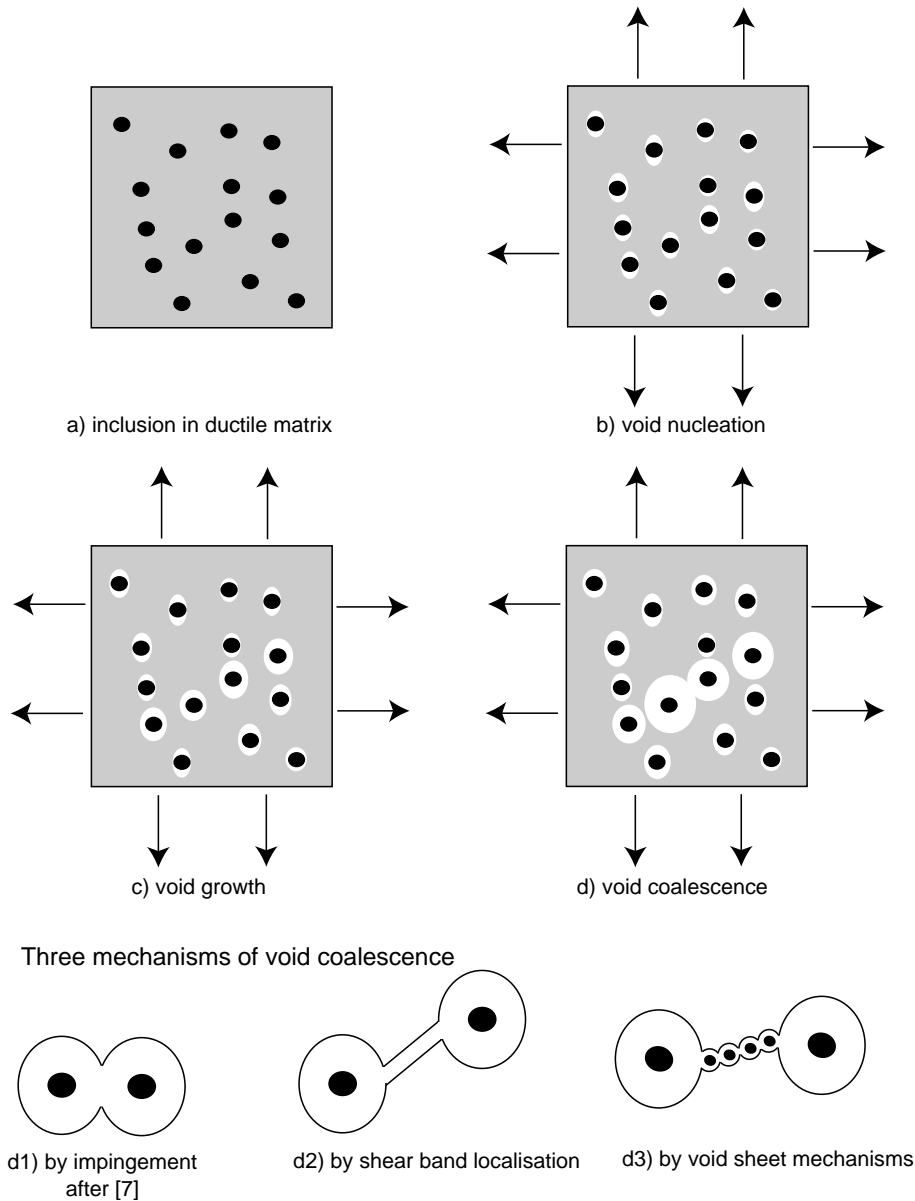 a) inclusion in ductile matrix
b) void nucleation
c) void growth
d) void coalescence
Three mechanisms of void coalescence
d1) by impingement
after [7]
d2) by shear band localisation
d3) by void sheet mechanisms